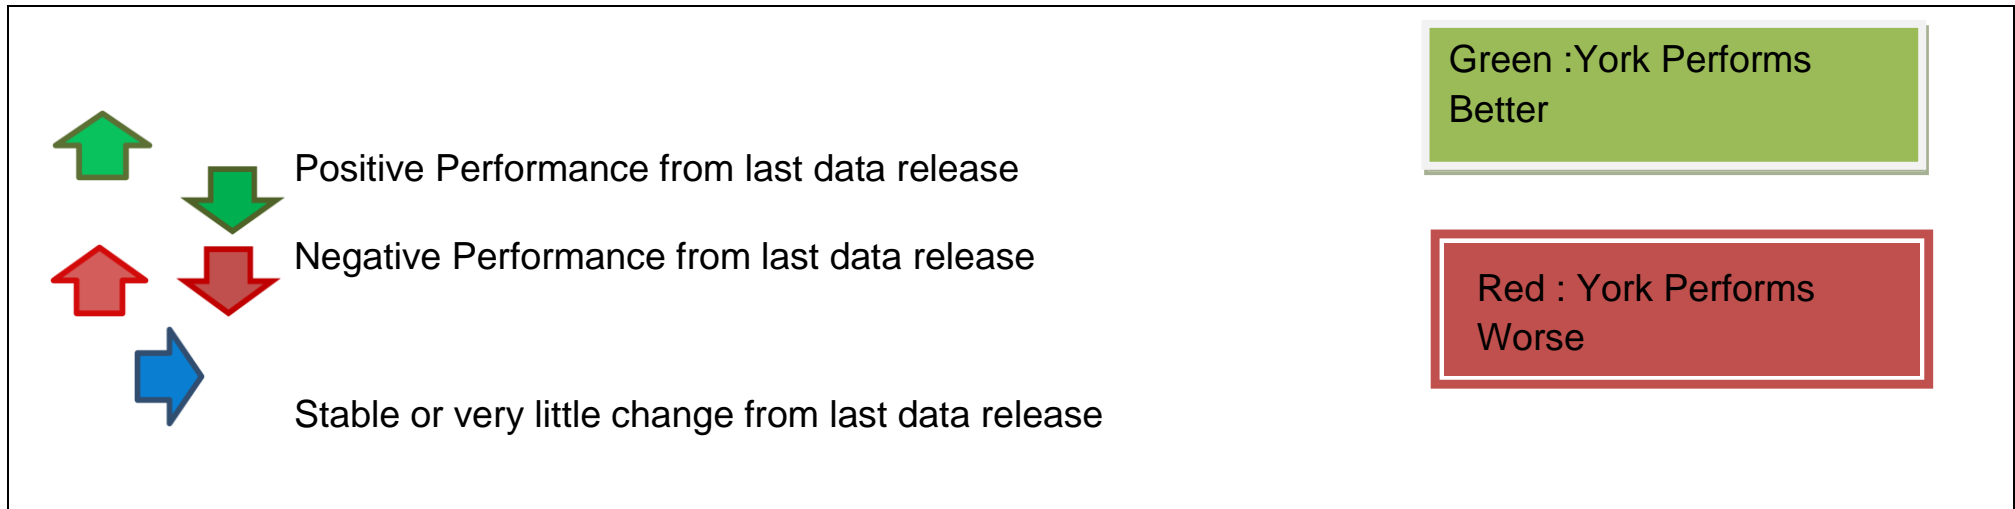 Positive Performance from last data release
Negative Performance from last data release
Stable or very little change from last data release
Green :York Performs
Better
Red : York Performs
Worse